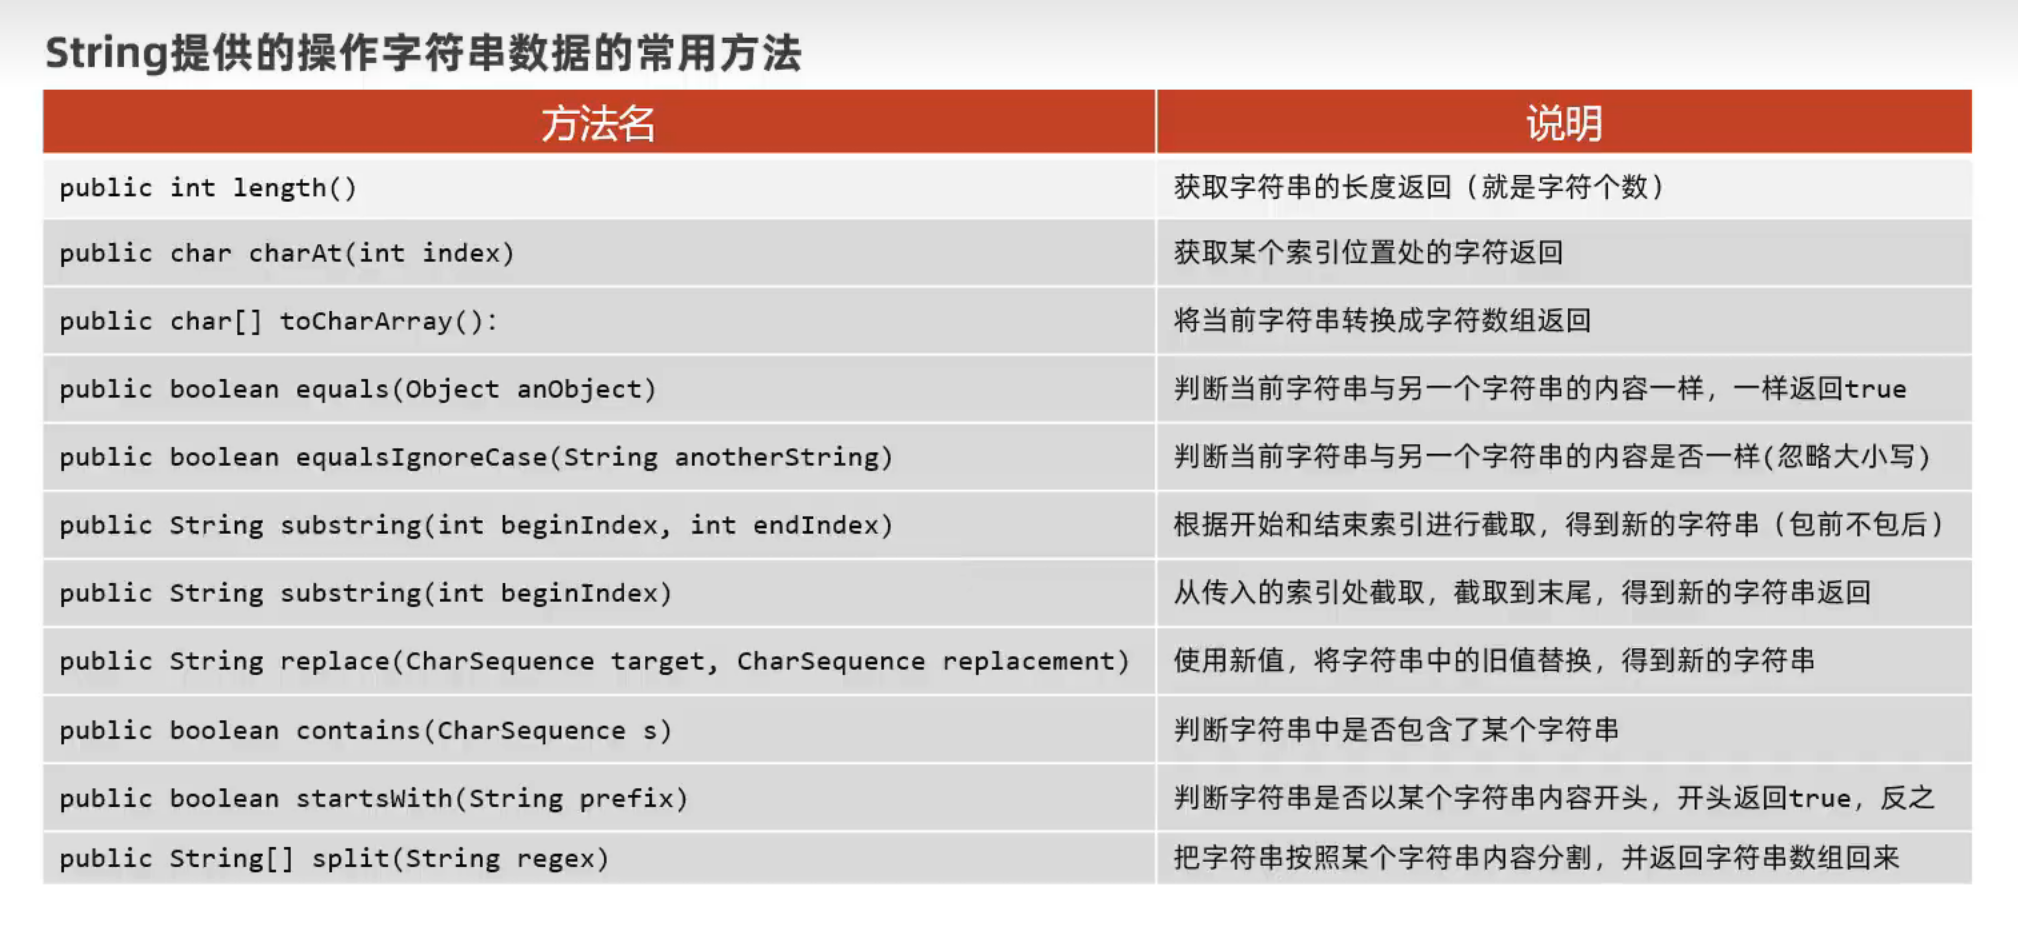 String提供的操作字符串数据的常用方法
方法名 说明
public int length() 获取字符串的长度返回（就是字符个数）
public char charAt(int index) 获取某个索引位置处的字符返回
public char[] toCharArray(): 将当前字符串转换成字符数组返回
public boolean equals(Object anObject) 判断当前字符串与另一个字符串的内容一样，一样返回true
public boolean equalsIgnoreCase(String anotherString) 判断当前字符串与另一个字符串的内容是否一样(忽略大小写)
public String substring(int beginIndex, int endIndex) 根据开始和结束索引进行截取，得到新的字符串（包前不包后）
public String substring(int beginIndex) 从传入的索引处截取，截取到末尾，得到新的字符串返回
public String replace(CharSequence target, CharSequence replacement) 使用新值，将字符串中的旧值替换，得到新的字符串
public boolean contains(CharSequence s) 判断字符串中是否包含了某个字符串
public boolean startsWith(String prefix) 判断字符串是否以某个字符串内容开头，开头返回true，反之
public String[] split(String regex) 把字符串按照某个字符串内容分割，并返回字符串数组回来